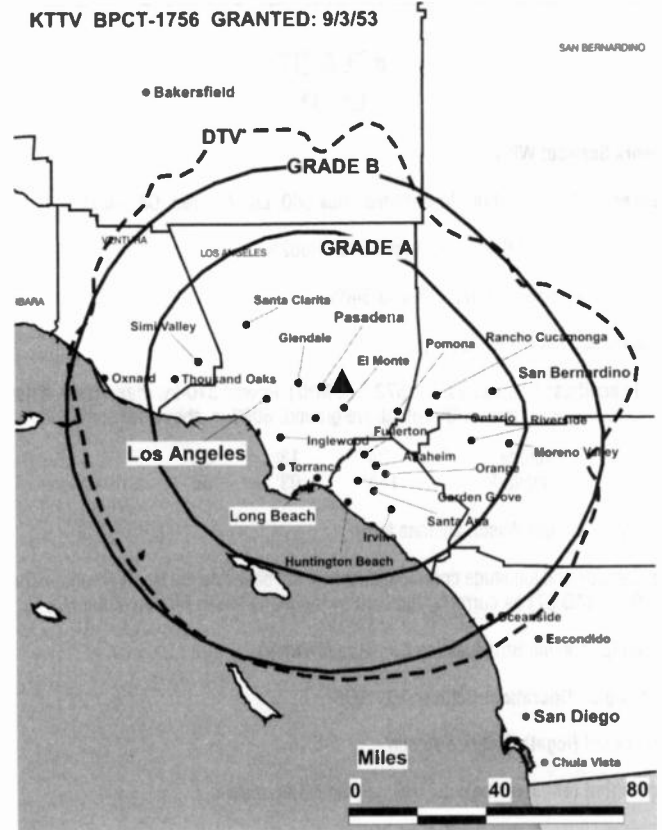 KTTV BPCT-1756 GRANTED: 9/3/53
SAN BERNARDINO
Bakersfield
DTV
GRADE B
VENTURA
LOS ANGELES
GRADE A
BARA
Santa Clarita
Simi Valley
Pasadena
Glendale
Rancho Cucamonga
Pomona
El Monte
San Bernardino
Oxnard
Thousand Oaks
Fullerton
Ontario
Riverside
Inglewood
Los Angeles
Anaheim
Moreno Valley
Torrance
Orange
Garden Grove
Long Beach
Santa Ana
Irvine
Huntington Beach
Oceanside
Escondido
San Diego
Miles
Chula Vista
0 40 80